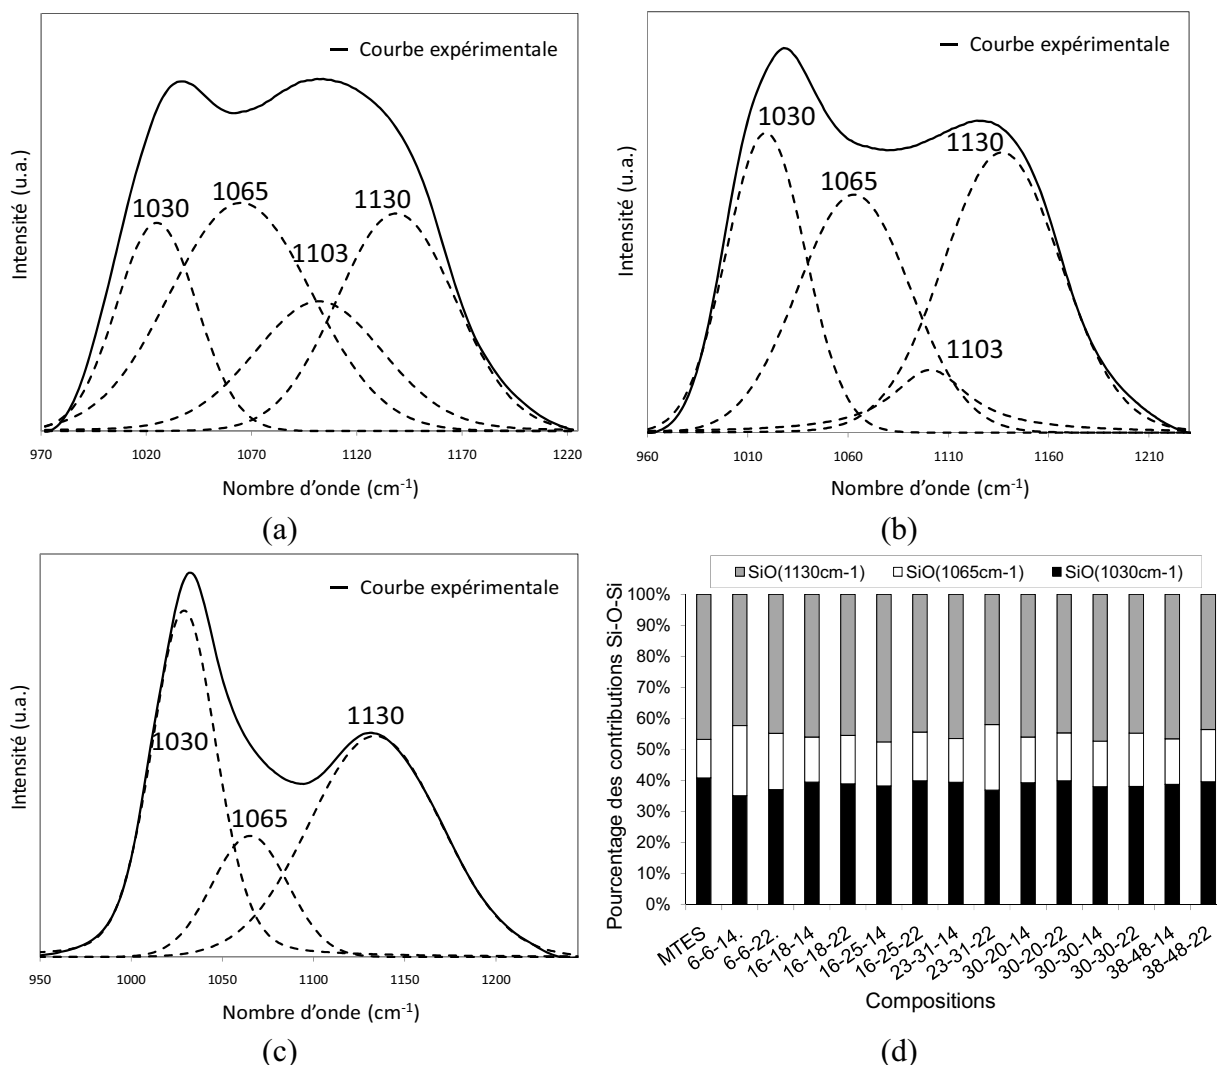 Courbe expérimentale
1030
1065
1103
1130
Intensité (u.a.)
970 1020 1070 1120 1170 1220
Nombre d'onde (cm-1)
(a)
Courbe expérimentale
1030
1065
1130
1103
Intensité (u.a.)
960 1010 1060 1110 1160 1210
Nombre d'onde (cm-1)
(b)
Courbe expérimentale
1030
1065
1130
Intensité (u.a.)
950 1000 1050 1100 1150 1200
Nombre d'onde (cm-1)
(c)
SiO(1130cm-1) SiO(1065cm-1) SiO(1030cm-1)
Pourcentage des contributions Si-O-Si
100%
90%
80%
70%
60%
50%
40%
30%
20%
10%
0%
MTES
6-6-14.
6-6-22.
16-18-14
16-18-22
16-25-14
16-25-22
23-31-14
23-31-22
30-20-14
30-20-22
30-30-14
30-30-22
38-48-14
38-48-22
Compositions
(d)